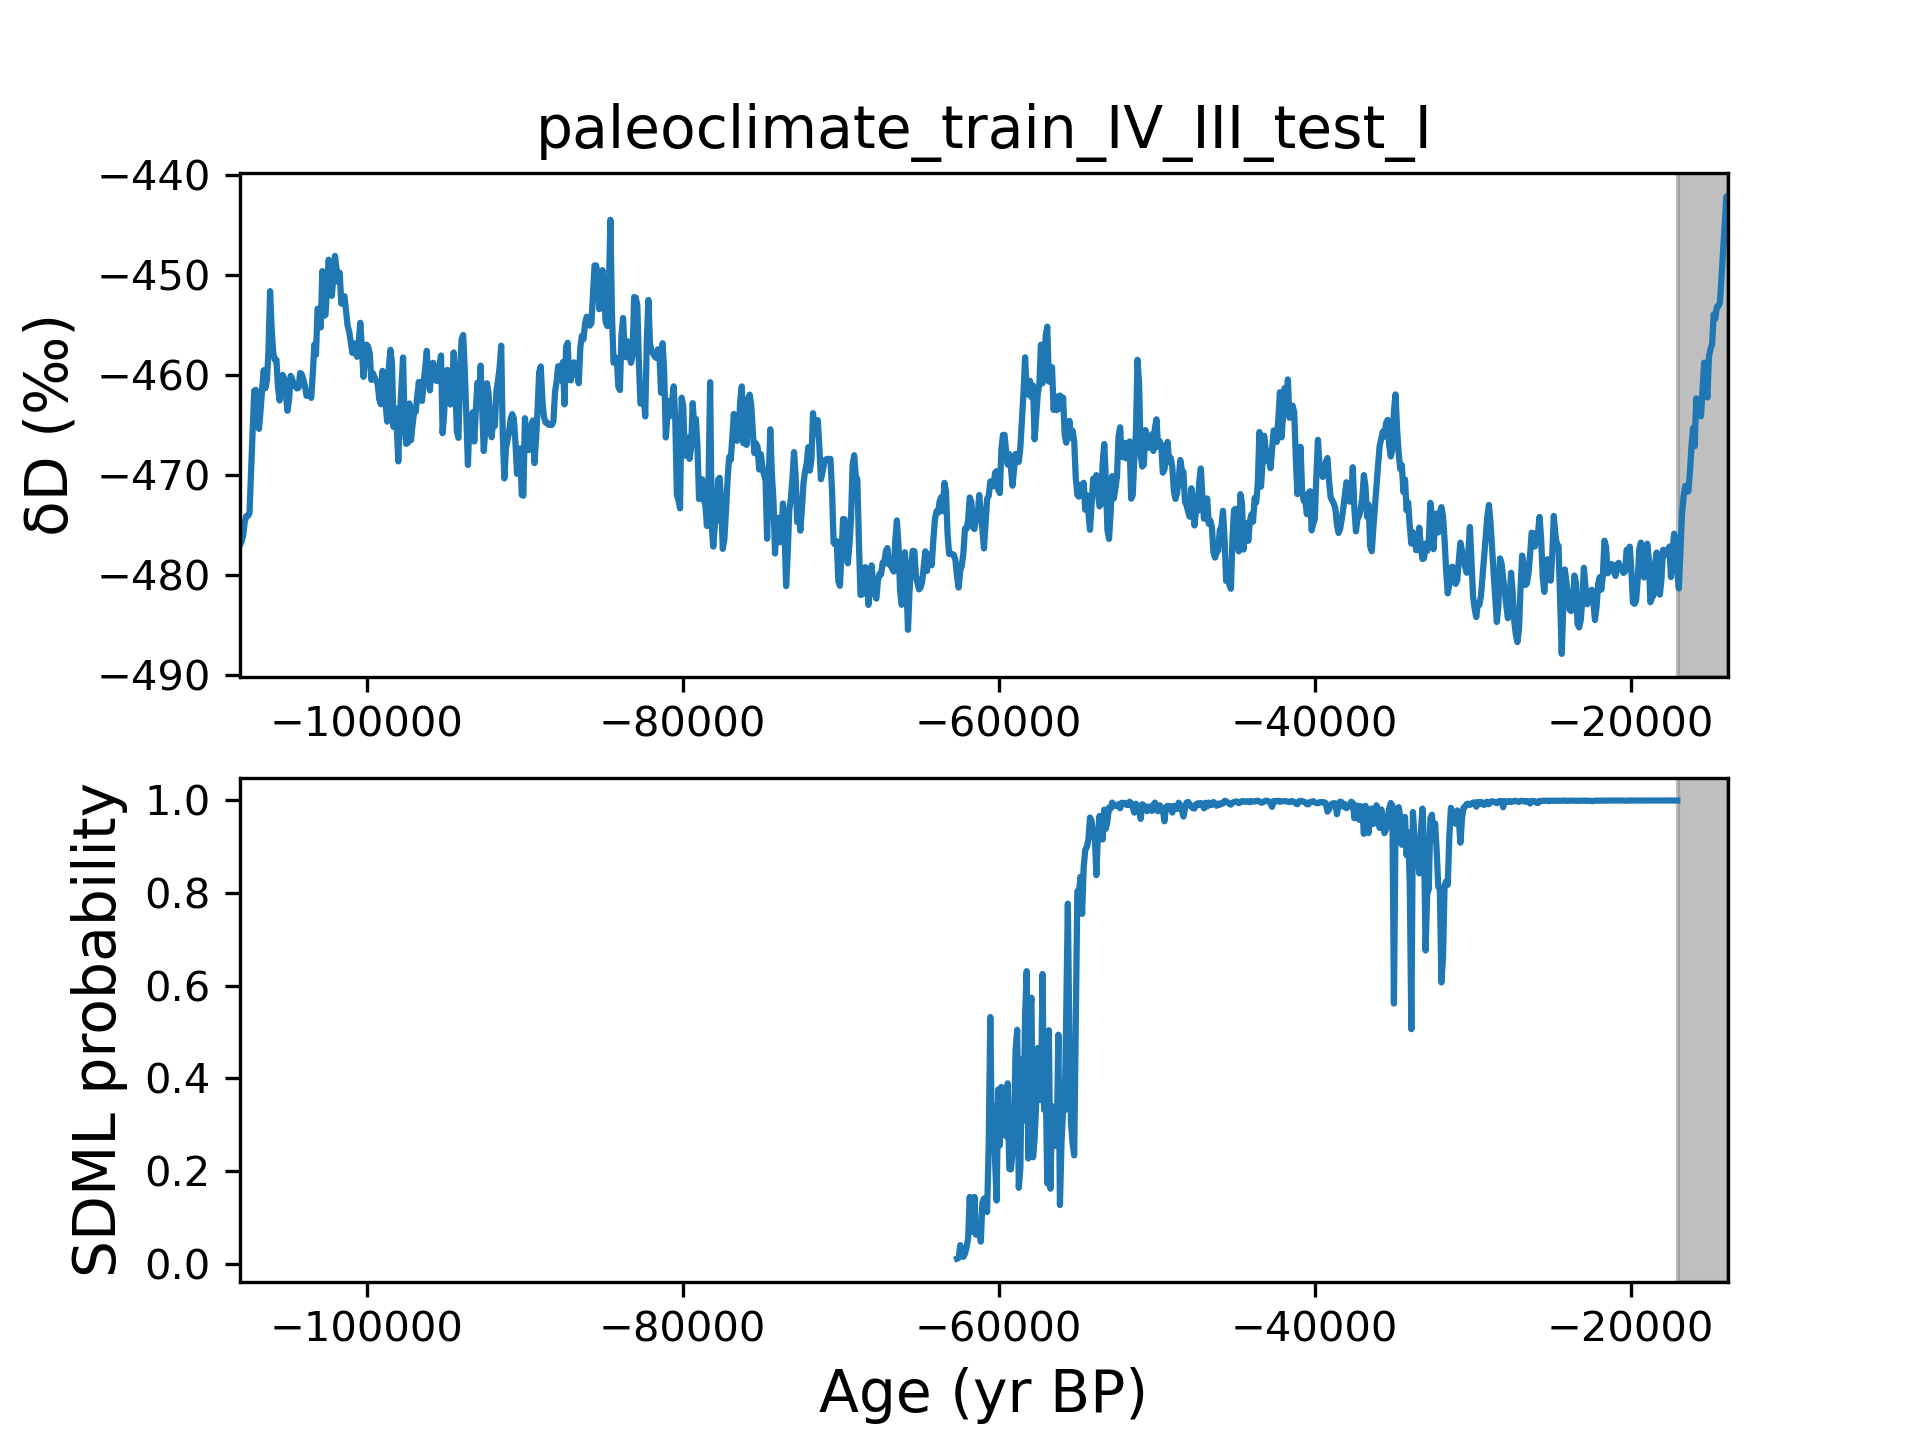 paleoclimate_train_IV_III_test_I
δD (‰)
−440
−450
−460
−470
−480
−490
−100000 −80000 −60000 −40000 −20000
SDML probability
1.0
0.8
0.6
0.4
0.2
0.0
−100000 −80000 −60000 −40000 −20000
Age (yr BP)